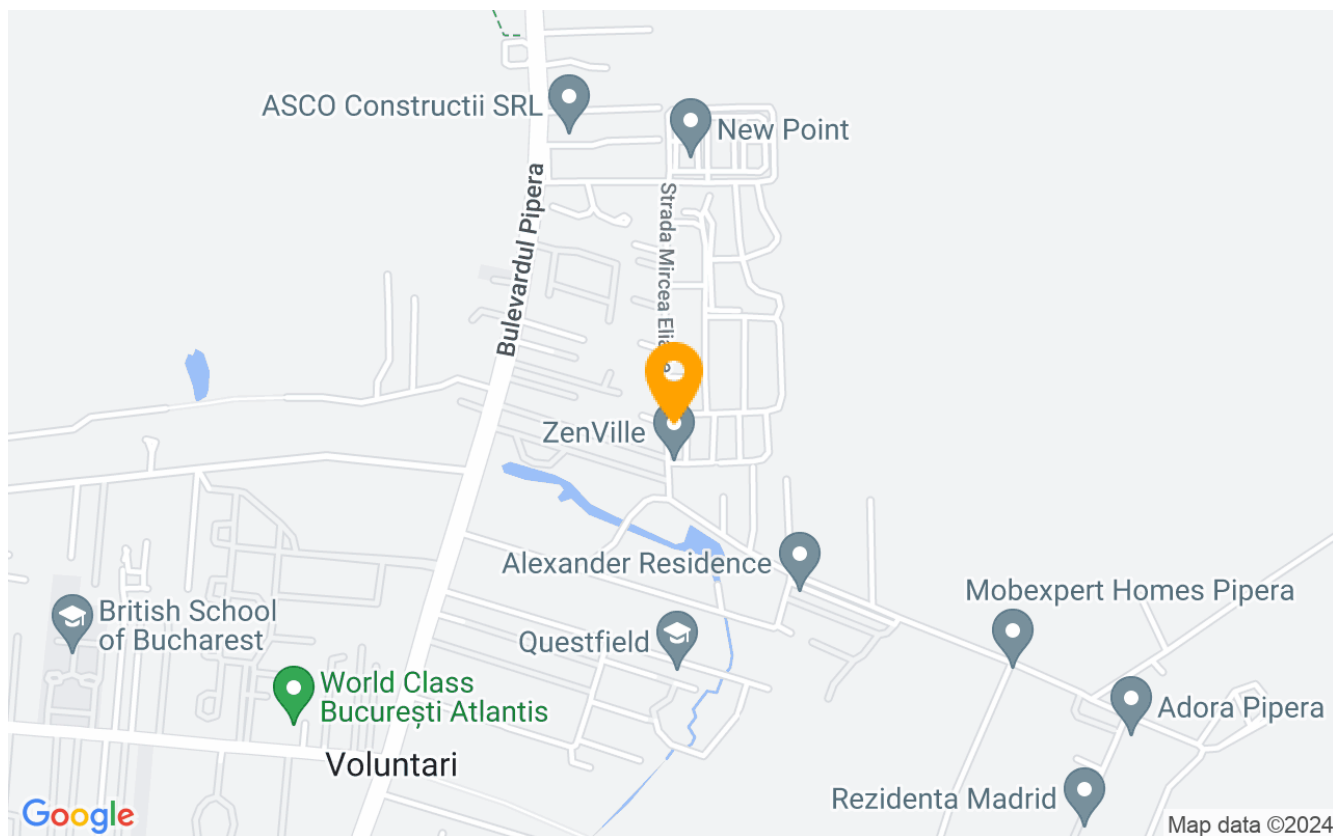 ASCO Constructii SRL
New Point
Bulevardul Pipera
Strada Mircea Eliade
ZenVille
Alexander Residence
Mobexpert Homes Pipera
British School
of Bucharest
Questfield
World Class
București Atlantis
Adora Pipera
Voluntari
Rezidenta Madrid
Google
Map data ©2024